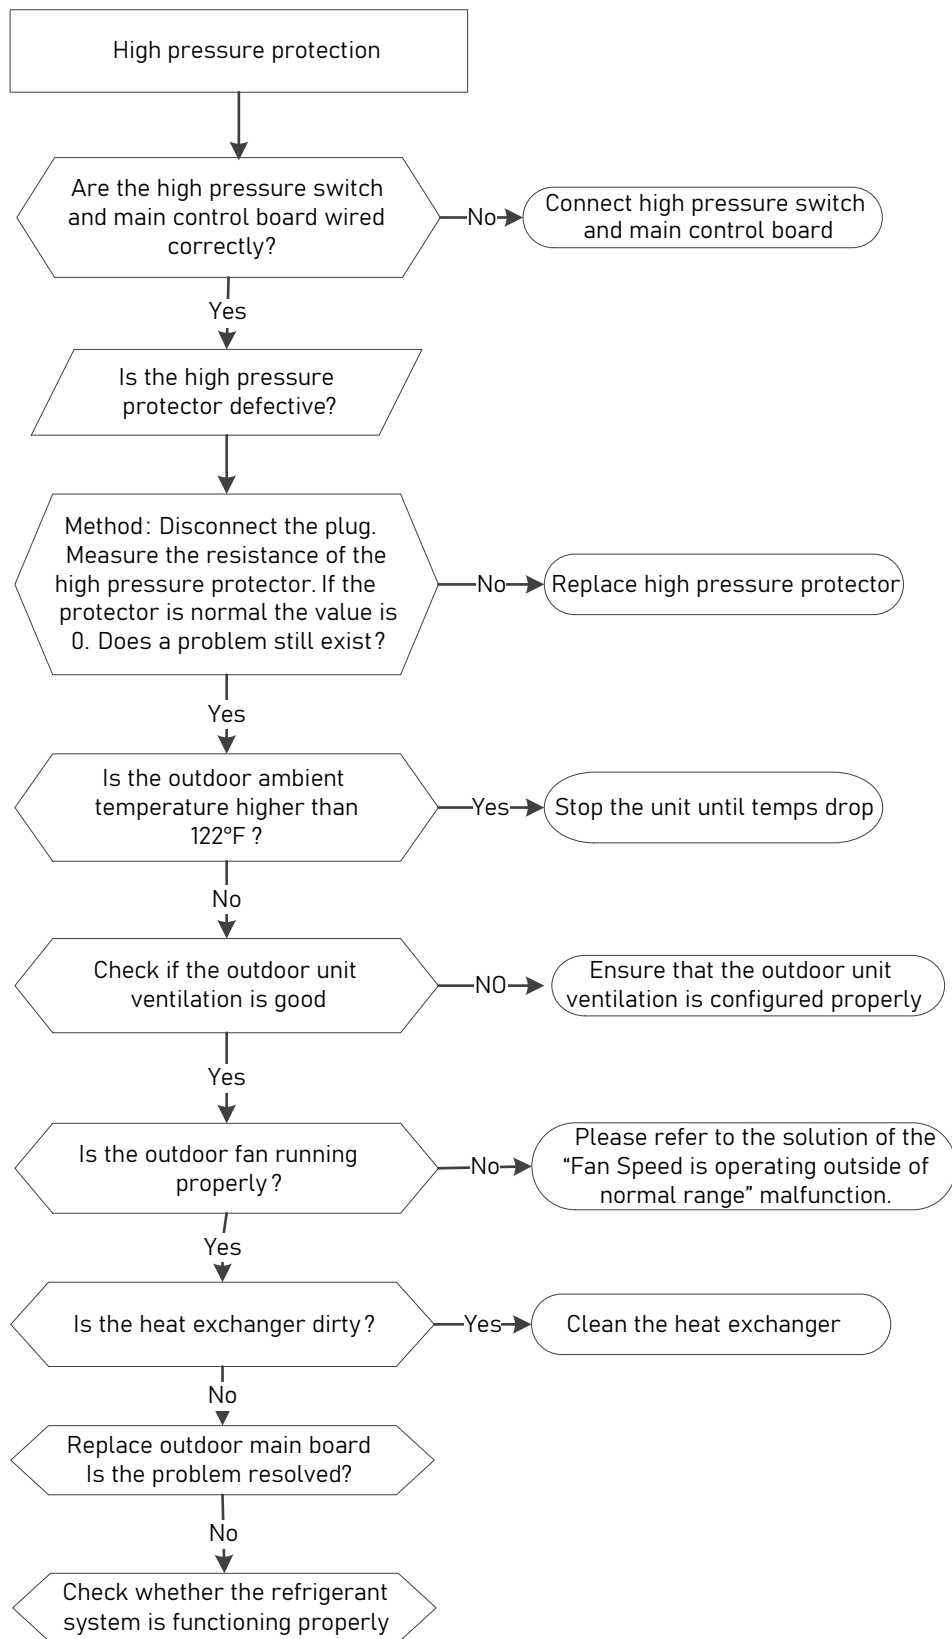 High pressure protection
Are the high pressure switch
and main control board wired
correctly?
No
Connect high pressure switch
and main control board
Yes
Is the high pressure
protector defective?
Method: Disconnect the plug.
Measure the resistance of the
high pressure protector. If the
protector is normal the value is
0. Does a problem still exist?
No
Replace high pressure protector
Yes
Is the outdoor ambient
temperature higher than
122°F ?
Yes
Stop the unit until temps drop
No
Check if the outdoor unit
ventilation is good
NO
Ensure that the outdoor unit
ventilation is configured properly
Yes
Is the outdoor fan running
properly?
No
Please refer to the solution of the
“Fan Speed is operating outside of
normal range” malfunction.
Yes
Is the heat exchanger dirty?
Yes
Clean the heat exchanger
No
Replace outdoor main board
Is the problem resolved?
No
Check whether the refrigerant
system is functioning properly